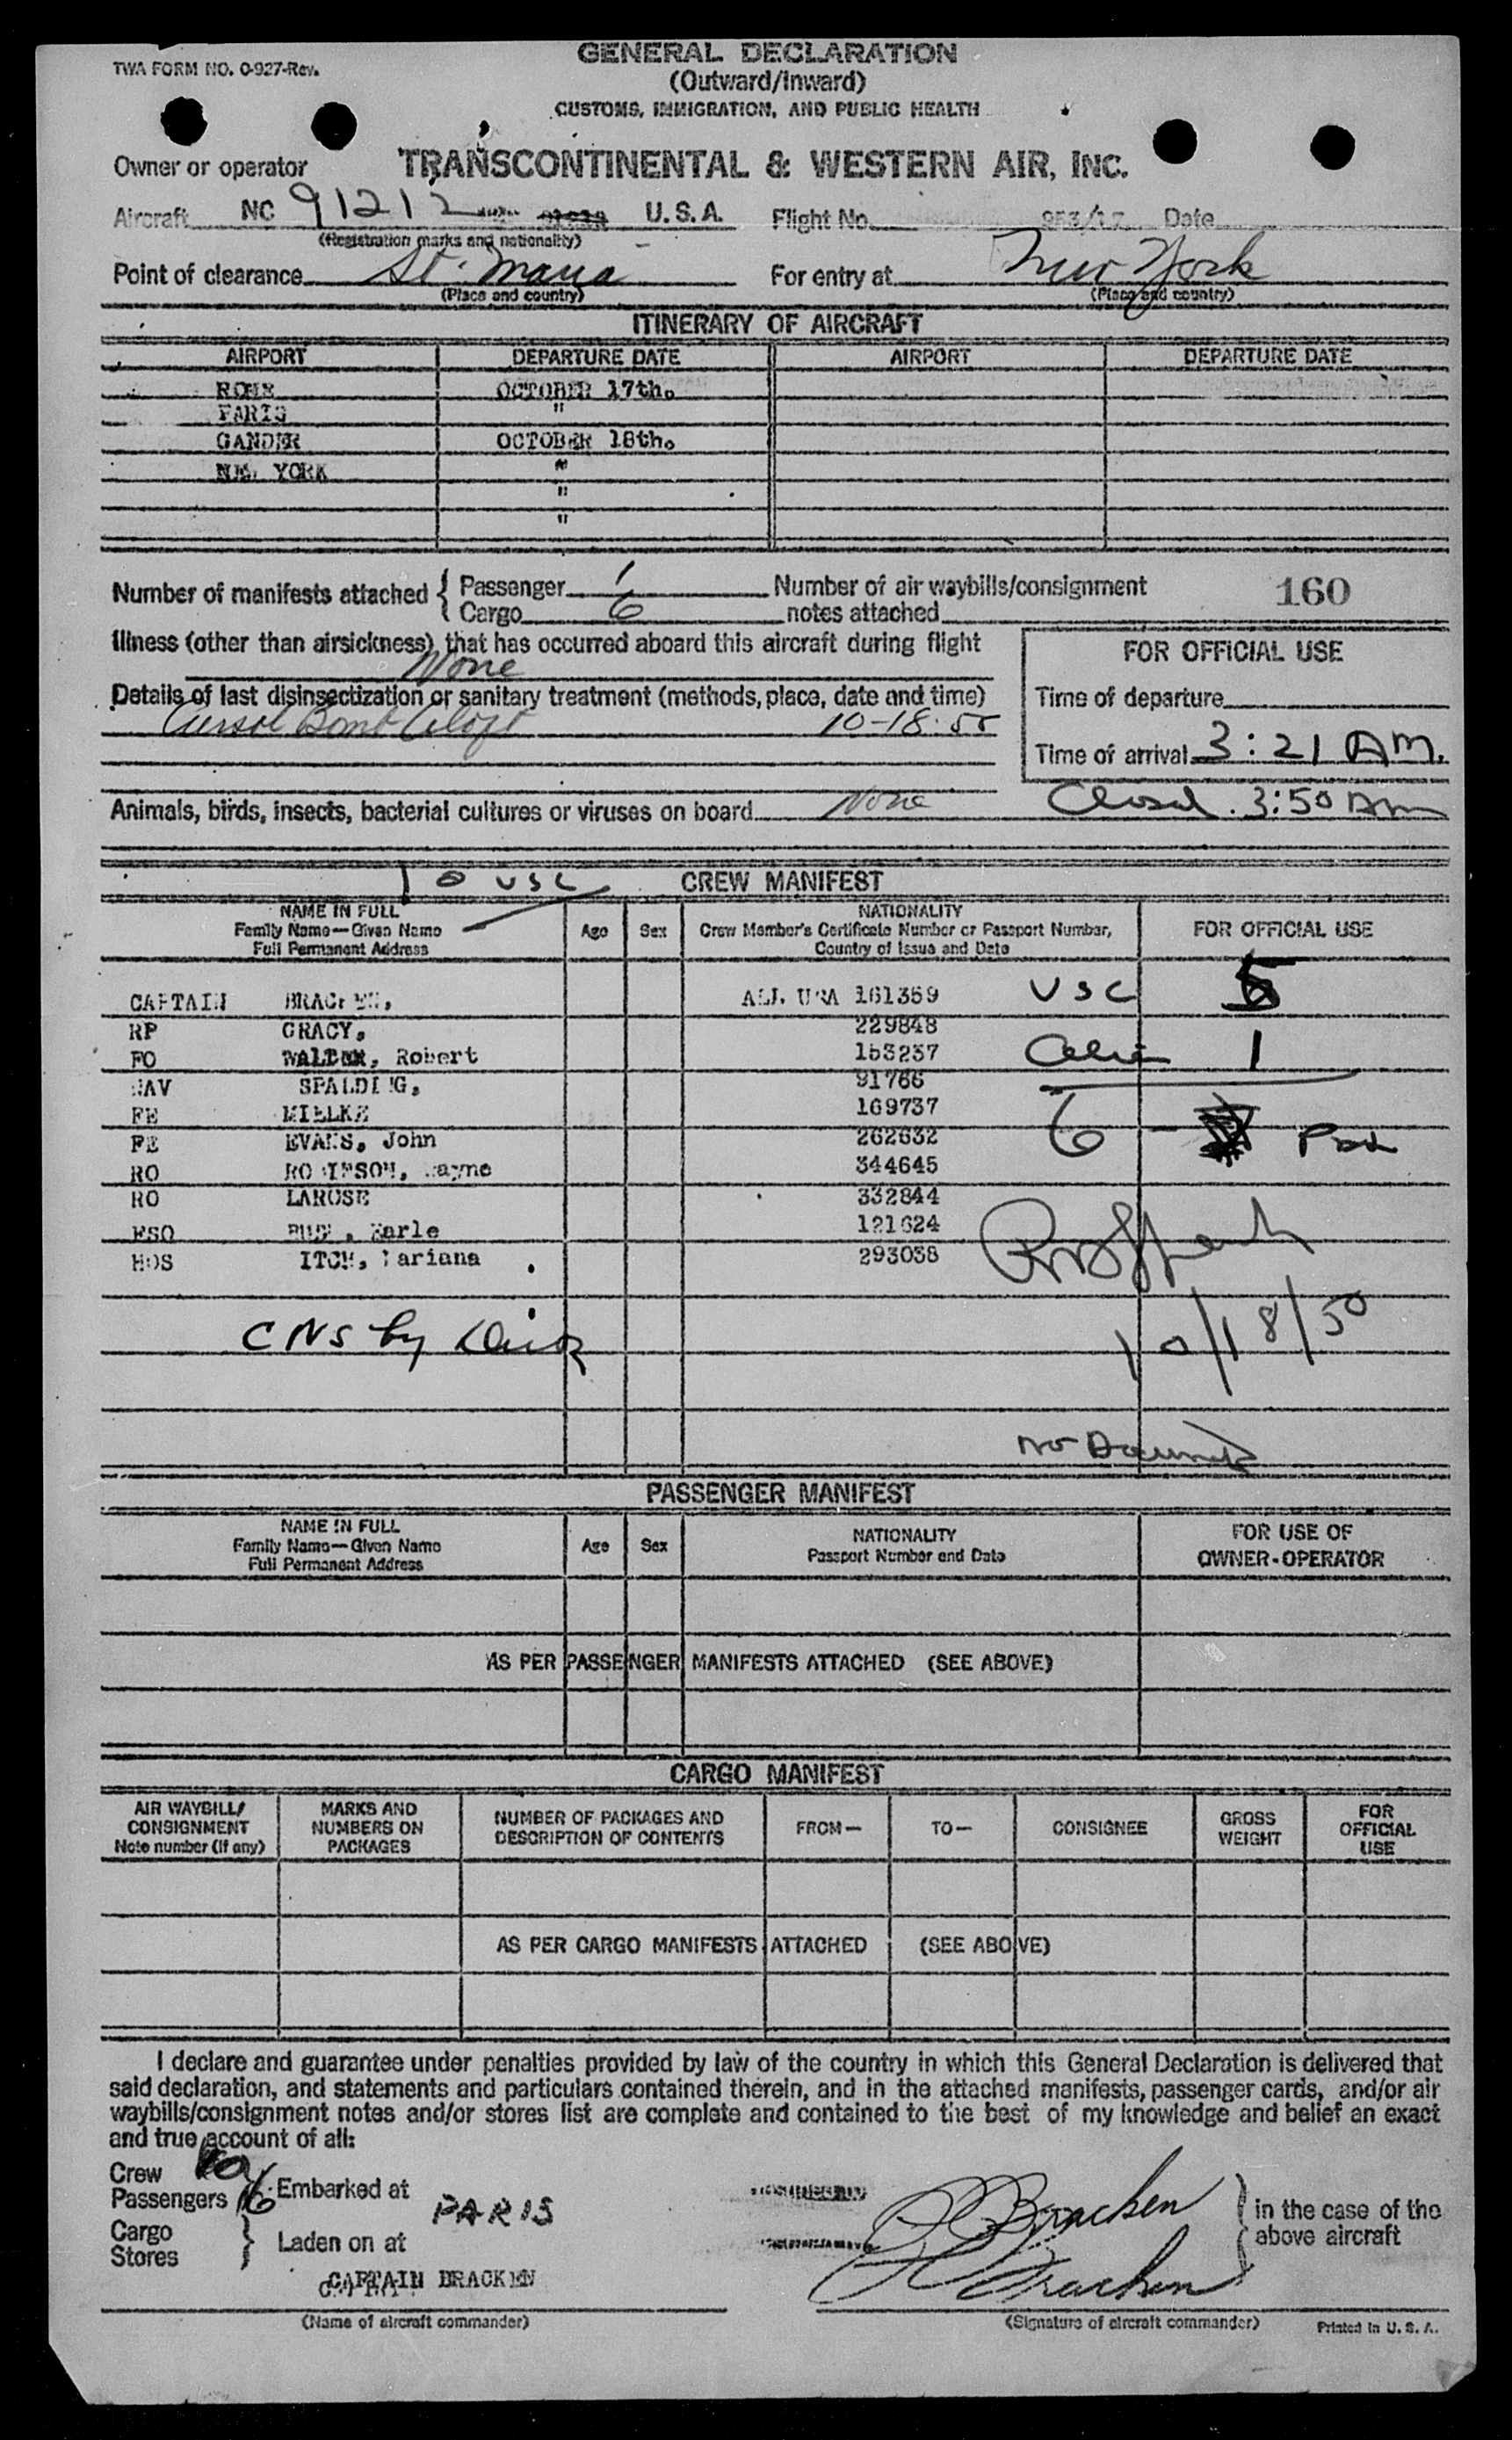 TWA FORM NO. O-927-Rev.
GENERAL DECLARATION
(Outward/Inward)
CUSTOMS, IMMIGRATION, AND PUBLIC HEALTH
Owner or operator TRANSCONTINENTAL & WESTERN AIR, INC.
Aircraft NC 91212 U.S.A. Flight No. 953/17 Date
(Registration marks and nationality)
Point of clearance St. Maria For entry at New York
(Place and country) (Place and country)
ITINERARY OF AIRCRAFT
AIRPORT DEPARTURE DATE AIRPORT DEPARTURE DATE
ROME OCTOBER 17th.
PARIS "
GANDER OCTOBER 18th.
NEW YORK "
"
"
Number of manifests attached { Passenger 1 Number of air waybills/consignment 160
Cargo 6 notes attached
Illness (other than airsickness) that has occurred aboard this aircraft during flight
None
FOR OFFICIAL USE
Details of last disinsectization or sanitary treatment (methods, place, date and time)
Aersol Bomb Aloft 10-18-50
Time of departure
Time of arrival 3:21 AM.
Animals, birds, insects, bacterial cultures or viruses on board None Closed. 3:50 AM
10 USC CREW MANIFEST
NAME IN FULL
Family Name—Given Name
Full Permanent Address
Age Sex
NATIONALITY
Crew Member's Certificate Number or Passport Number,
Country of Issue and Date
FOR OFFICIAL USE
CAPTAIN BRACKEN, ALL USA 161359 USC 5
RP GRACY, 229848
FO WALDEN, Robert 153237 Alien 1
NAV SPALDING, 91766
FE MIELKE 169737
FE EVANS, John 262632 6 - Pax
RO ROBINSON, Wayne 344645
RO LAROSE 332844
FSO Earle 121624
HOS ITCH, Mariana 293038
10/18/50
CNS by
No
PASSENGER MANIFEST
NAME IN FULL
Family Name—Given Name
Full Permanent Address
Age Sex
NATIONALITY
Passport Number and Date
FOR USE OF
OWNER-OPERATOR
AS PER PASSENGER MANIFESTS ATTACHED (SEE ABOVE)
CARGO MANIFEST
AIR WAYBILL/
CONSIGNMENT
Note number (if any)
MARKS AND
NUMBERS ON
PACKAGES
NUMBER OF PACKAGES AND
DESCRIPTION OF CONTENTS
FROM— TO— CONSIGNEE
GROSS
WEIGHT
FOR
OFFICIAL
USE
AS PER CARGO MANIFESTS ATTACHED (SEE ABOVE)
I declare and guarantee under penalties provided by law of the country in which this General Declaration is delivered that
said declaration, and statements and particulars contained therein, and in the attached manifests, passenger cards, and/or air
waybills/consignment notes and/or stores list are complete and contained to the best of my knowledge and belief an exact
and true account of all:
Crew
Passengers 6 Embarked at PARIS
Bracken in the case of the
above aircraft
Cargo
Stores } Laden on at
CAPTAIN BRACKEN Bracken
(Name of aircraft commander) (Signature of aircraft commander) Printed in U. S. A.